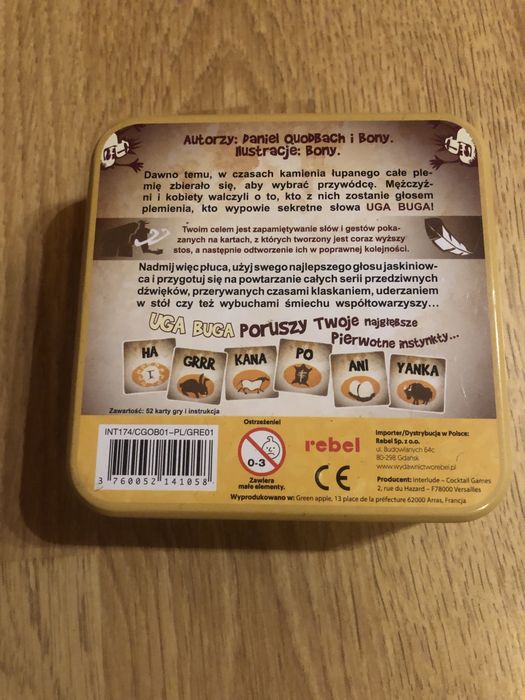 Autorzy: Daniel Quodbach i Bony.
Ilustracje: Bony.
Dawno temu, w czasach kamienia łupanego całe ple-
mię zbierało się, aby wybrać przywódcę. Mężczyź-
ni i kobiety walczyli o to, kto z nich zostanie głosem
plemienia, kto wypowie sekretne słowa UGA BUGA!
Twoim celem jest zapamiętywanie słów i gestów poka-
zanych na kartach, z których tworzony jest coraz wyższy
stos, a następnie odtworzenie ich w poprawnej kolejności.
Nadmij więc płuca, użyj swego najlepszego głosu jaskiniow-
ca i przygotuj się na powtarzanie całych serii przedziwnych
dźwięków, przerywanych czasami klaskaniem, uderzaniem
w stół czy też wybuchami śmiechu współtowarzyszy...
UGA BUGA poruszy Twoje najgłębsze
pierwotne instynkty...
HA
GRRR
KANA
PO
ANI
YANKA
Zawartość: 52 karty gry i instrukcja
INT174/CGOB01-PL/GRE01
3 760052 141058
Ostrzeżenie!
0-3
Zawiera
małe elementy.
rebel
CE
Importer/Dystrybucja w Polsce:
Rebel Sp. z o.o.
ul. Budowlanych 64c
80-298 Gdańsk
www.wydawnictworebel.pl
Producent: Interlude - Cocktail Games
2, rue du Hazard - F78000 Versailles
Wyprodukowano w: Green apple, 13 place de la préfecture 62000 Arras, Francja